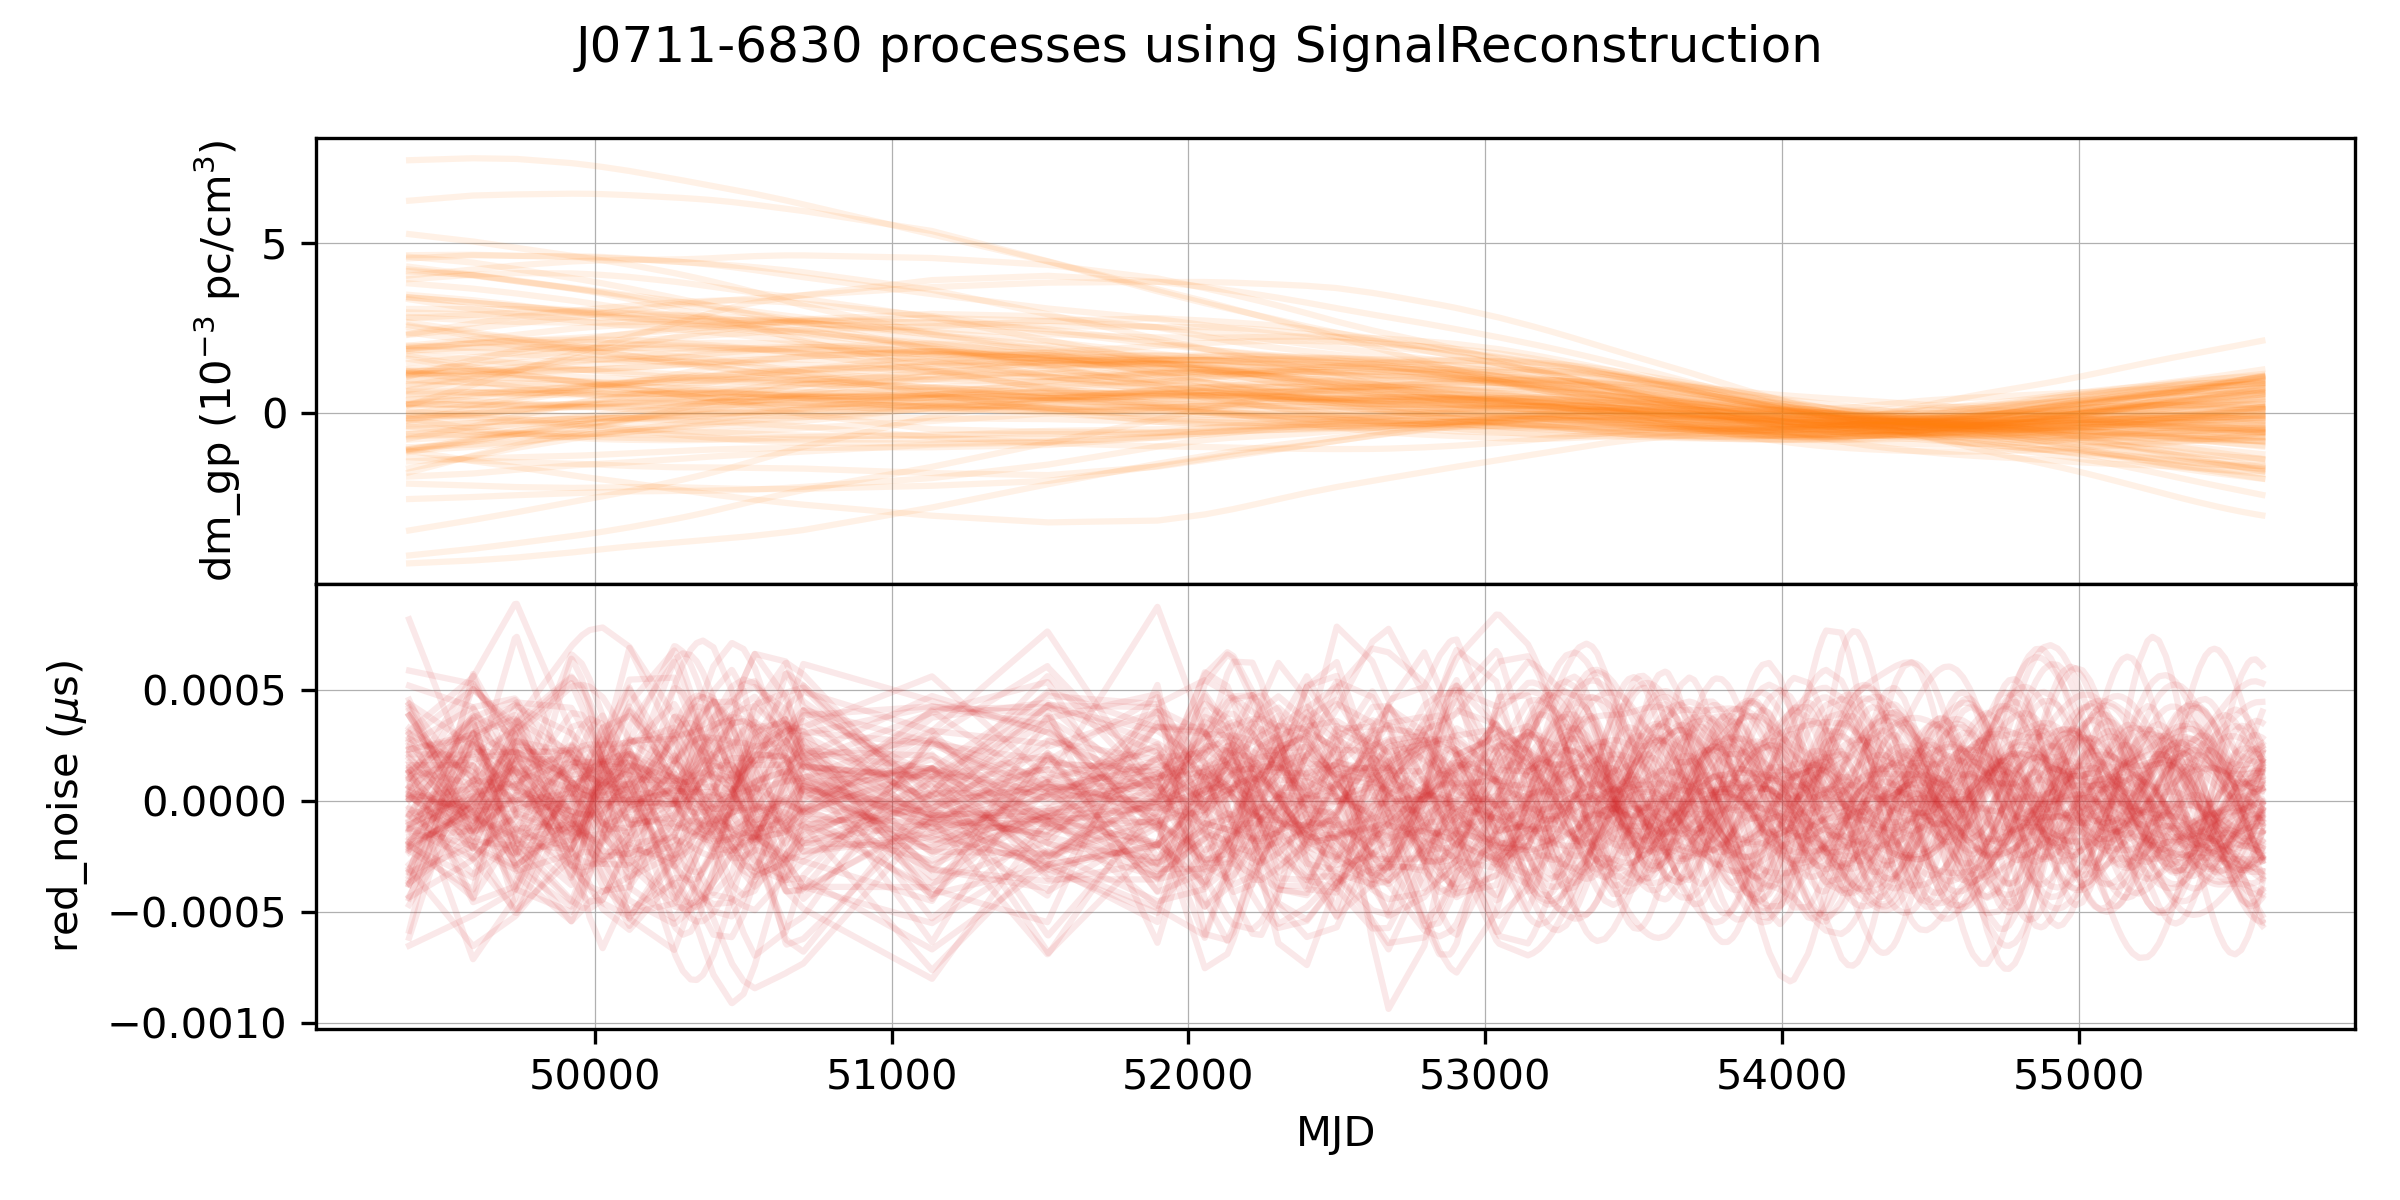 J0711-6830 processes using SignalReconstruction
dm_gp (10⁻³ pc/cm³)
5
0
red_noise (μs)
0.0005
0.0000
−0.0005
−0.0010
50000 51000 52000 53000 54000 55000
MJD